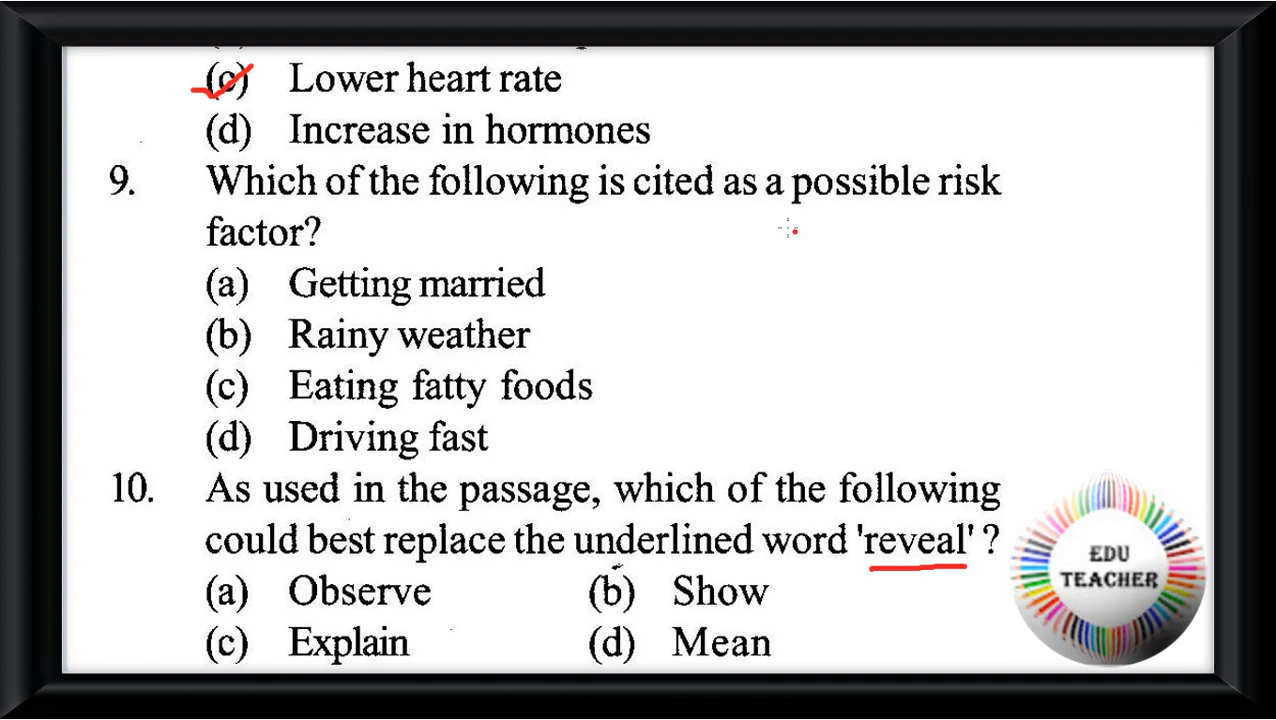 (c) Lower heart rate
(d) Increase in hormones
9. Which of the following is cited as a possible risk
factor?
(a) Getting married
(b) Rainy weather
(c) Eating fatty foods
(d) Driving fast
10. As used in the passage, which of the following
could best replace the underlined word 'reveal' ?
(a) Observe (b) Show
(c) Explain (d) Mean
EDU
TEACHER